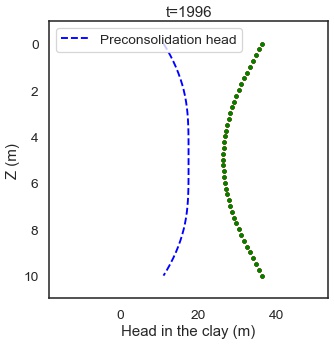 t=1996
Preconsolidation head
0
2
4
6
8
10
Z (m)
0
20
40
Head in the clay (m)